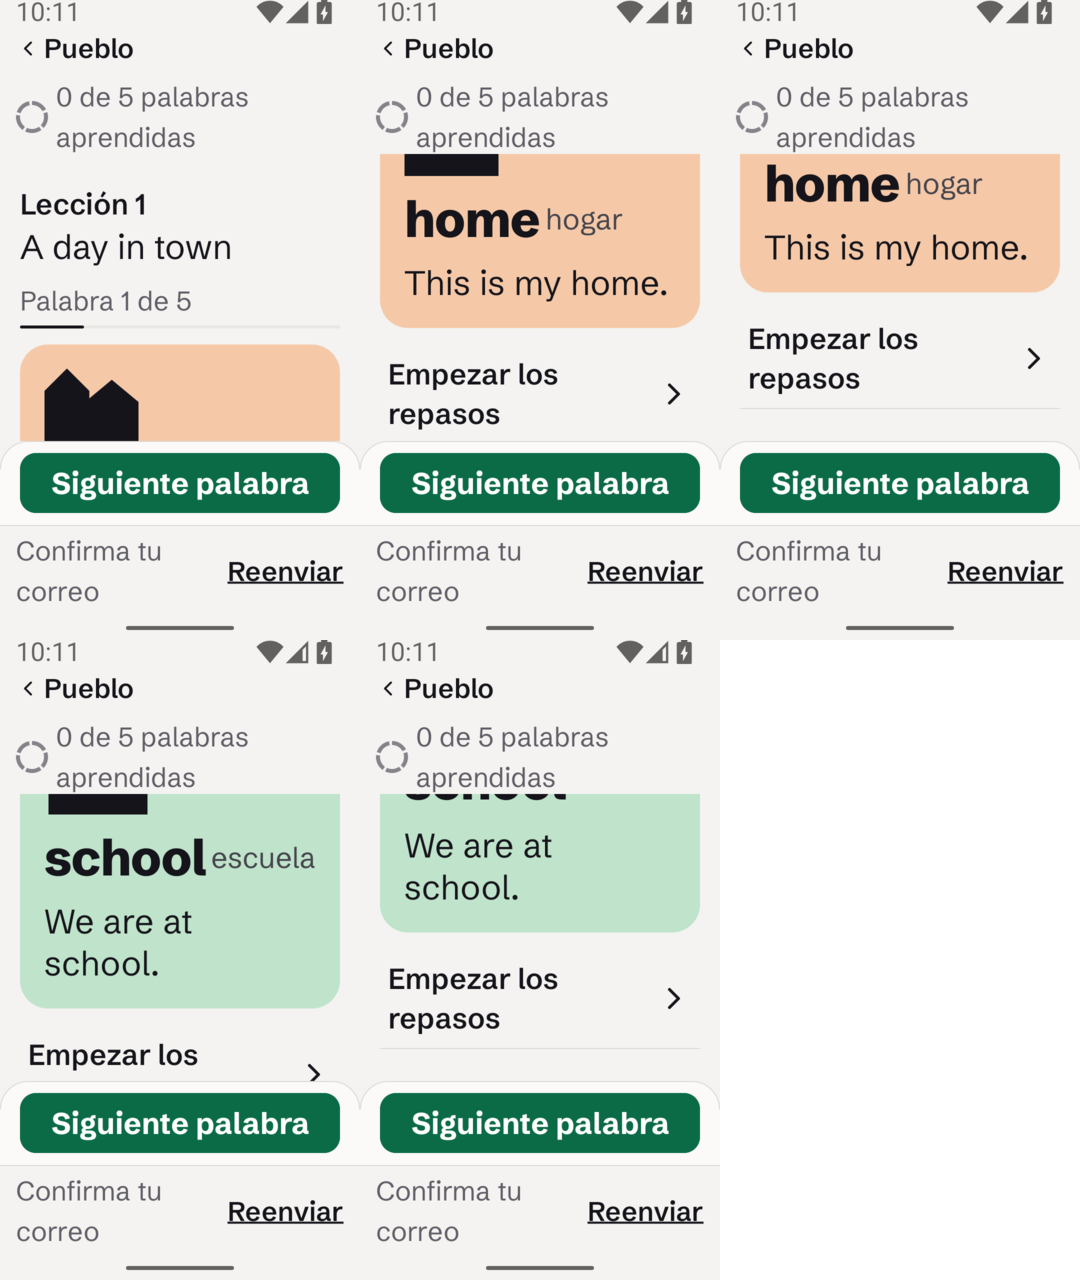 10:11
Pueblo
0 de 5 palabras
aprendidas
Lección 1
A day in town
Palabra 1 de 5
Siguiente palabra
Confirma tu
correo
Reenviar
10:11
Pueblo
0 de 5 palabras
aprendidas
home hogar
This is my home.
Empezar los
repasos
Siguiente palabra
Confirma tu
correo
Reenviar
10:11
Pueblo
0 de 5 palabras
aprendidas
home hogar
This is my home.
Empezar los
repasos
Siguiente palabra
Confirma tu
correo
Reenviar
10:11
Pueblo
0 de 5 palabras
aprendidas
school escuela
We are at
school.
Empezar los
Siguiente palabra
Confirma tu
correo
Reenviar
10:11
Pueblo
0 de 5 palabras
aprendidas
We are at
school.
Empezar los
repasos
Siguiente palabra
Confirma tu
correo
Reenviar